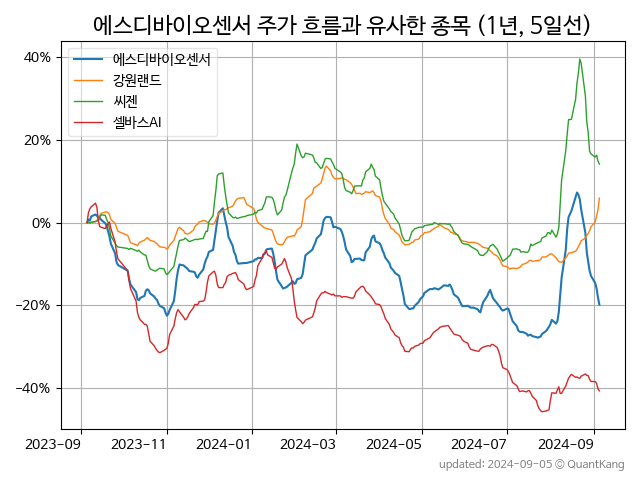 에스디바이오센서 주가 흐름과 유사한 종목 (1년, 5일선)
에스디바이오센서
강원랜드
씨젠
셀바스AI
40%
20%
0%
−20%
−40%
2023-09 2023-11 2024-01 2024-03 2024-05 2024-07 2024-09
updated: 2024-09-05 © QuantKang